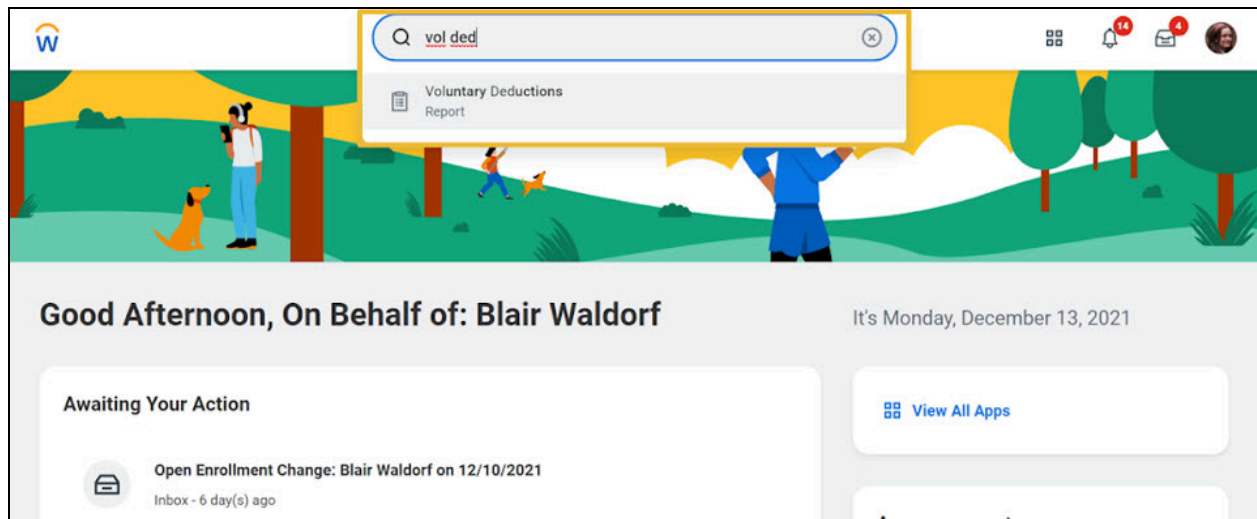 W
vol ded
14
4
Voluntary Deductions
Report
Good Afternoon, On Behalf of: Blair Waldorf
It's Monday, December 13, 2021
Awaiting Your Action
View All Apps
Open Enrollment Change: Blair Waldorf on 12/10/2021
Inbox - 6 day(s) ago